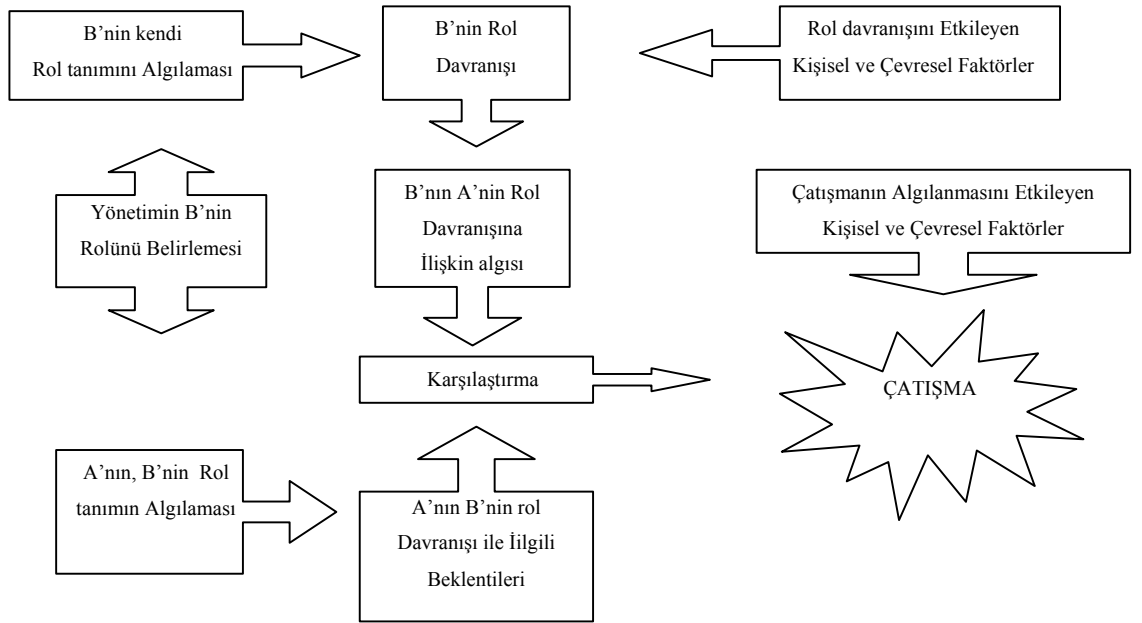 B’nin kendi
Rol tanımını Algılaması
B’nin Rol
Davranışı
Rol davranışını Etkileyen
Kişisel ve Çevresel Faktörler
Yönetimin B’nin
Rolünü Belirlemesi
B’nın A’nin Rol
Davranışına
İlişkin algısı
Çatışmanın Algılanmasını Etkileyen
Kişisel ve Çevresel Faktörler
Karşılaştırma
ÇATIŞMA
A’nın, B’nin Rol
tanımın Algılaması
A’nın B’nin rol
Davranışı ile İilgili
Beklentileri